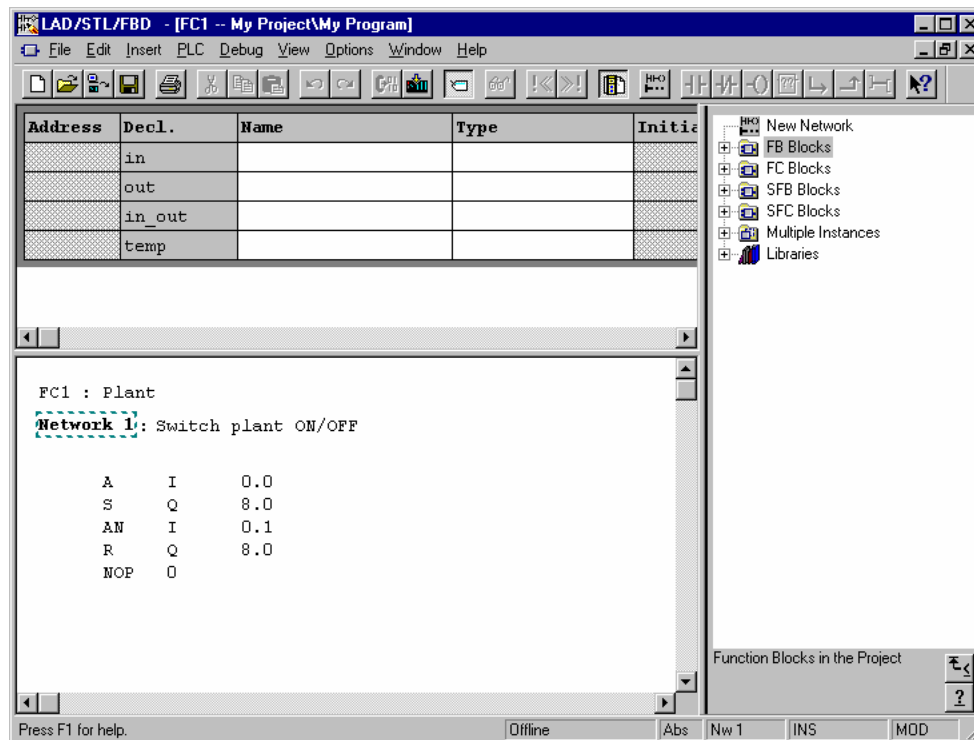 LAD/STL/FBD - [FC1 -- My Project\My Program]
File Edit Insert PLC Debug View Options Window Help
Address Decl. Name Type Initia
in
out
in_out
temp
New Network
FB Blocks
FC Blocks
SFB Blocks
SFC Blocks
Multiple Instances
Libraries
FC1 : Plant
Network 1: Switch plant ON/OFF
A I 0.0
S Q 8.0
AN I 0.1
R Q 8.0
NOP 0
Function Blocks in the Project
Press F1 for help. Offline Abs Nw 1 INS MOD